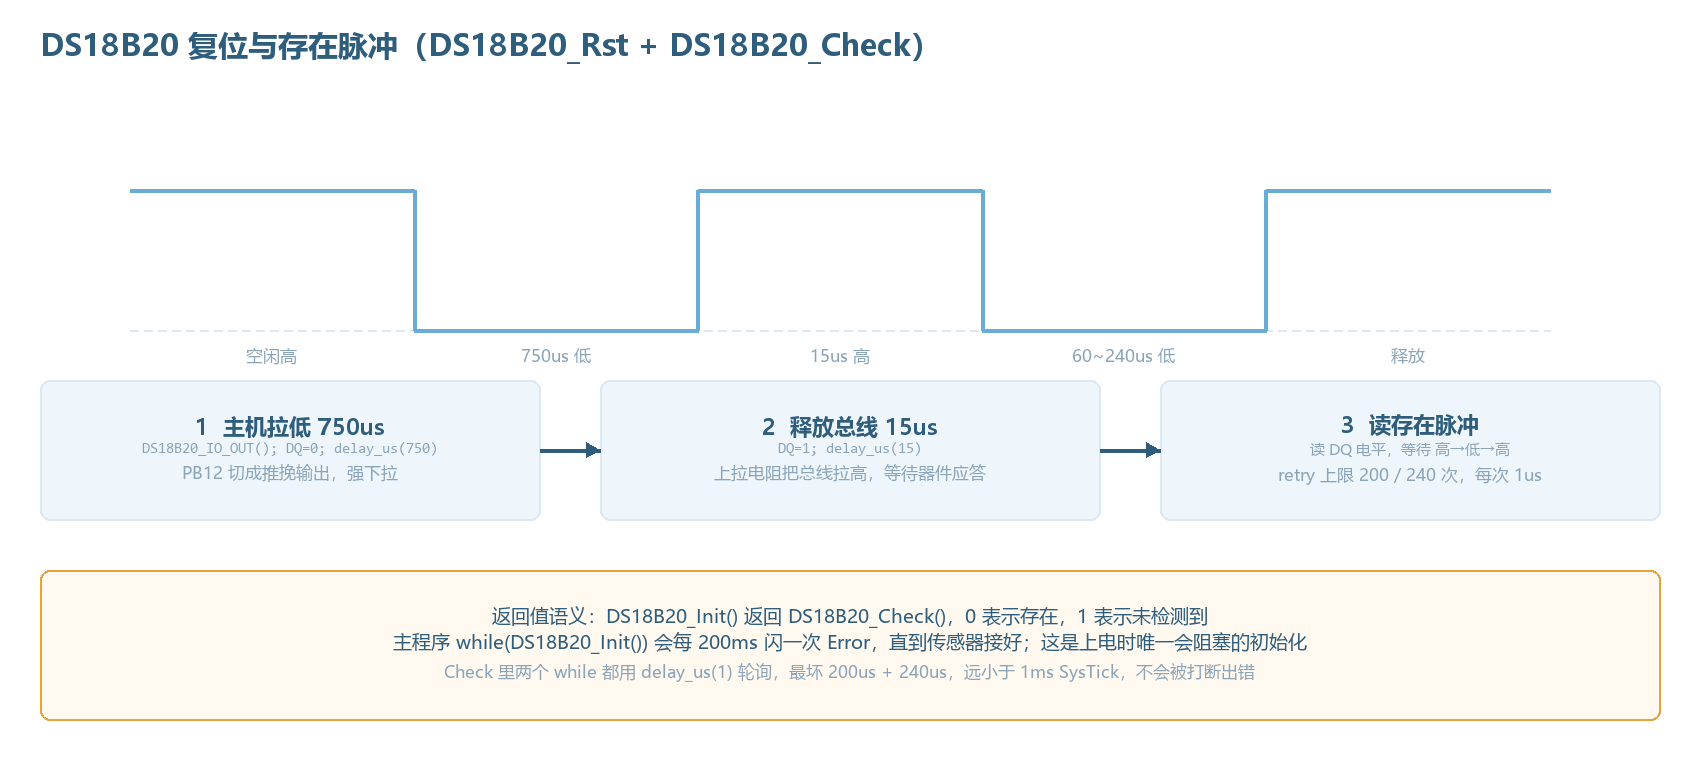 DS18B20 复位与存在脉冲（DS18B20_Rst + DS18B20_Check）
空闲高
750us 低
15us 高
60~240us 低
释放
1 主机拉低 750us
DS18B20_IO_OUT(); DQ=0; delay_us(750)
PB12 切成推挽输出，强下拉
2 释放总线 15us
DQ=1; delay_us(15)
上拉电阻把总线拉高，等待器件应答
3 读存在脉冲
读 DQ 电平，等待 高→低→高
retry 上限 200 / 240 次，每次 1us
返回值语义：DS18B20_Init() 返回 DS18B20_Check()，0 表示存在，1 表示未检测到
主程序 while(DS18B20_Init()) 会每 200ms 闪一次 Error，直到传感器接好；这是上电时唯一会阻塞的初始化
Check 里两个 while 都用 delay_us(1) 轮询，最坏 200us + 240us，远小于 1ms SysTick，不会被打断出错